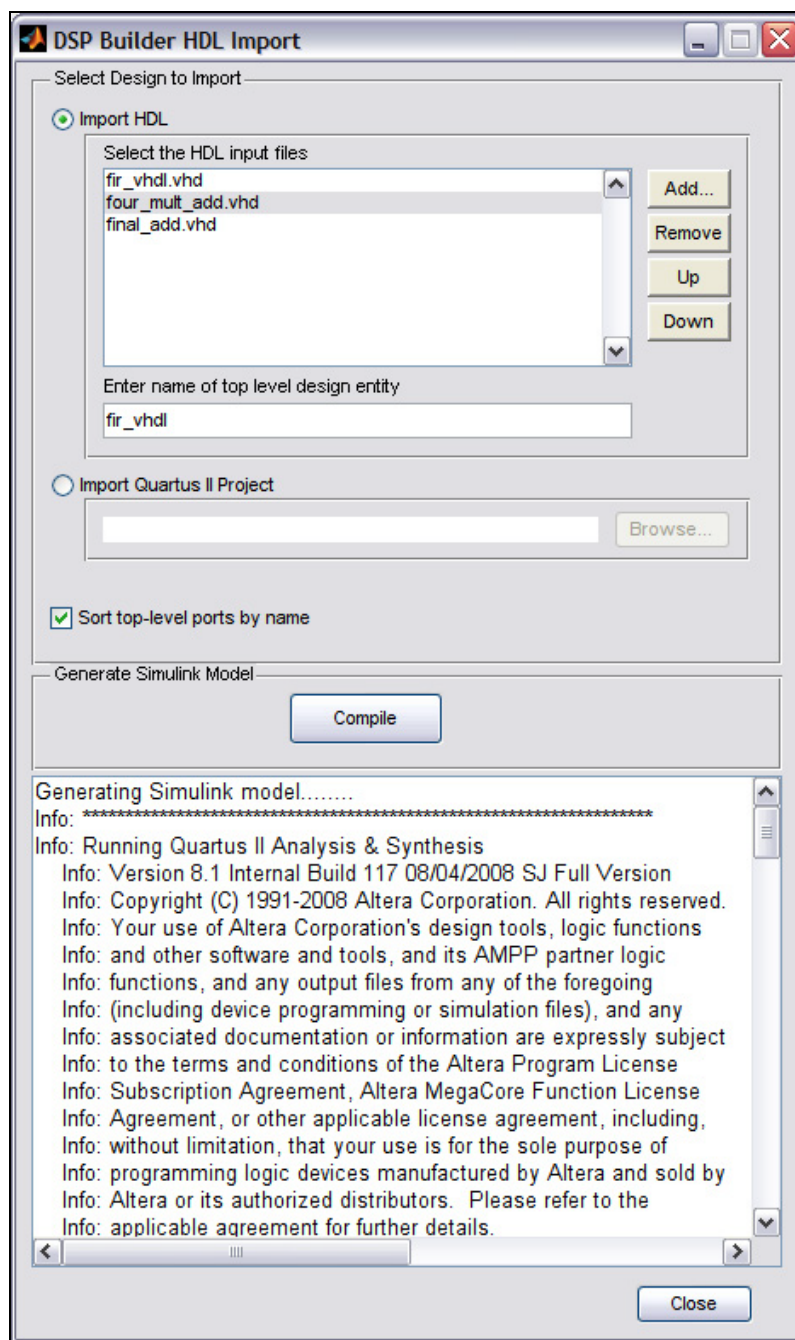 DSP Builder HDL Import
Select Design to Import
Import HDL
Select the HDL input files
fir_vhdl.vhd
four_mult_add.vhd
final_add.vhd
Add...
Remove
Up
Down
Enter name of top level design entity
fir_vhdl
Import Quartus II Project
Browse...
Sort top-level ports by name
Generate Simulink Model
Compile
Generating Simulink model........
Info: *******************************************************************
Info: Running Quartus II Analysis & Synthesis
Info: Version 8.1 Internal Build 117 08/04/2008 SJ Full Version
Info: Copyright (C) 1991-2008 Altera Corporation. All rights reserved.
Info: Your use of Altera Corporation's design tools, logic functions
Info: and other software and tools, and its AMPP partner logic
Info: functions, and any output files from any of the foregoing
Info: (including device programming or simulation files), and any
Info: associated documentation or information are expressly subject
Info: to the terms and conditions of the Altera Program License
Info: Subscription Agreement, Altera MegaCore Function License
Info: Agreement, or other applicable license agreement, including,
Info: without limitation, that your use is for the sole purpose of
Info: programming logic devices manufactured by Altera and sold by
Info: Altera or its authorized distributors.  Please refer to the
Info: applicable agreement for further details.
Close